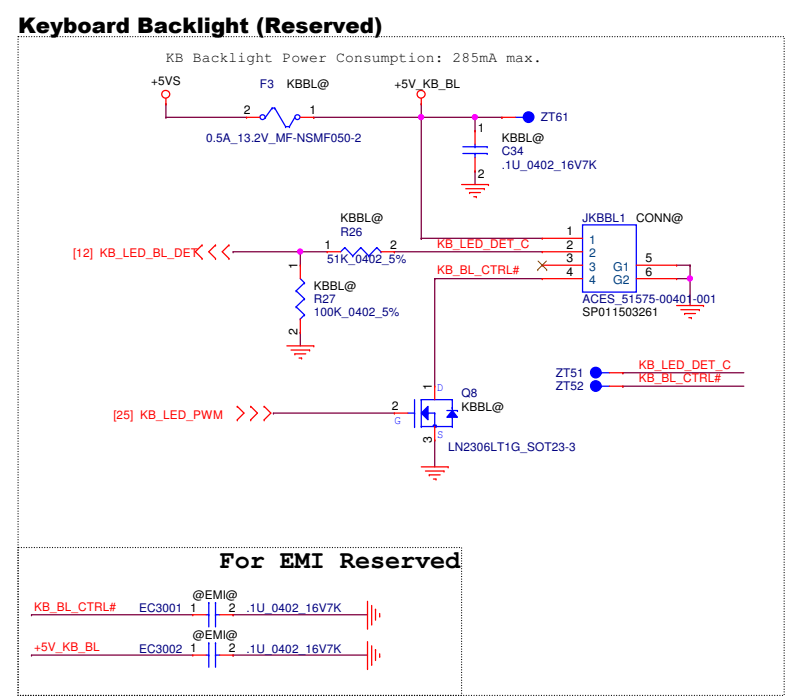 Keyboard Backlight (Reserved)
KB Backlight Power Consumption: 285mA max.
+5VS
F3 KBBL@
+5V_KB_BL
2 1
ZT61
0.5A_13.2V_MF-NSMF050-2
1
KBBL@
C34
.1U_0402_16V7K
2
KBBL@
R26
JKBBL1 CONN@
[12] KB_LED_BL_DET
1 2
51K_0402_5%
KB_LED_DET_C
KB_BL_CTRL#
1 1
2 2
3 3 G1 5
4 4 G2 6
1
KBBL@
R27
100K_0402_5%
2
ACES_51575-00401-001
SP011503261
ZT51 KB_LED_DET_C
ZT52 KB_BL_CTRL#
1 D
Q8
KBBL@
[25] KB_LED_PWM
2 G
3 S
LN2306LT1G_SOT23-3
For EMI Reserved
@EMI@
KB_BL_CTRL# EC3001 1 2 .1U_0402_16V7K
@EMI@
+5V_KB_BL EC3002 1 2 .1U_0402_16V7K